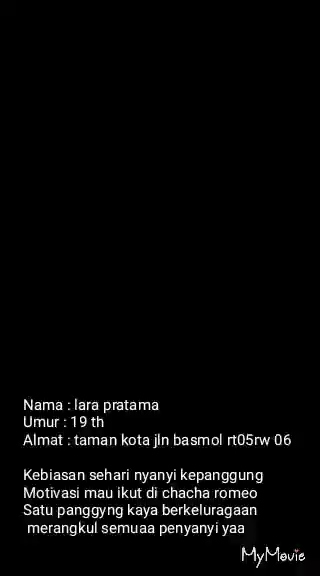 Nama : lara pratama
Umur : 19 th
Almat : taman kota jln basmol rt05rw 06
Kebiasan sehari nyanyi kepanggung
Motivasi mau ikut di chacha romeo
Satu panggyng kaya berkeluragaan
merangkul semuaa penyanyi yaa
MyMovie